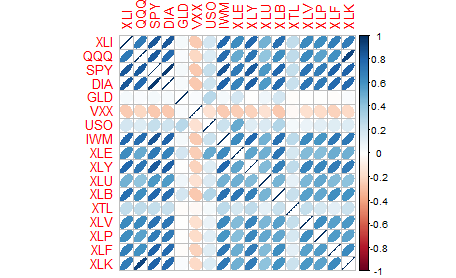 XLI QQQ SPY DIA GLD VXX USO IWM XLE XLY XLU XLB XTL XLV XLP XLF XLK
XLI
QQQ
SPY
DIA
GLD
VXX
USO
IWM
XLE
XLY
XLU
XLB
XTL
XLV
XLP
XLF
XLK
1
0.8
0.6
0.4
0.2
0
-0.2
-0.4
-0.6
-0.8
-1